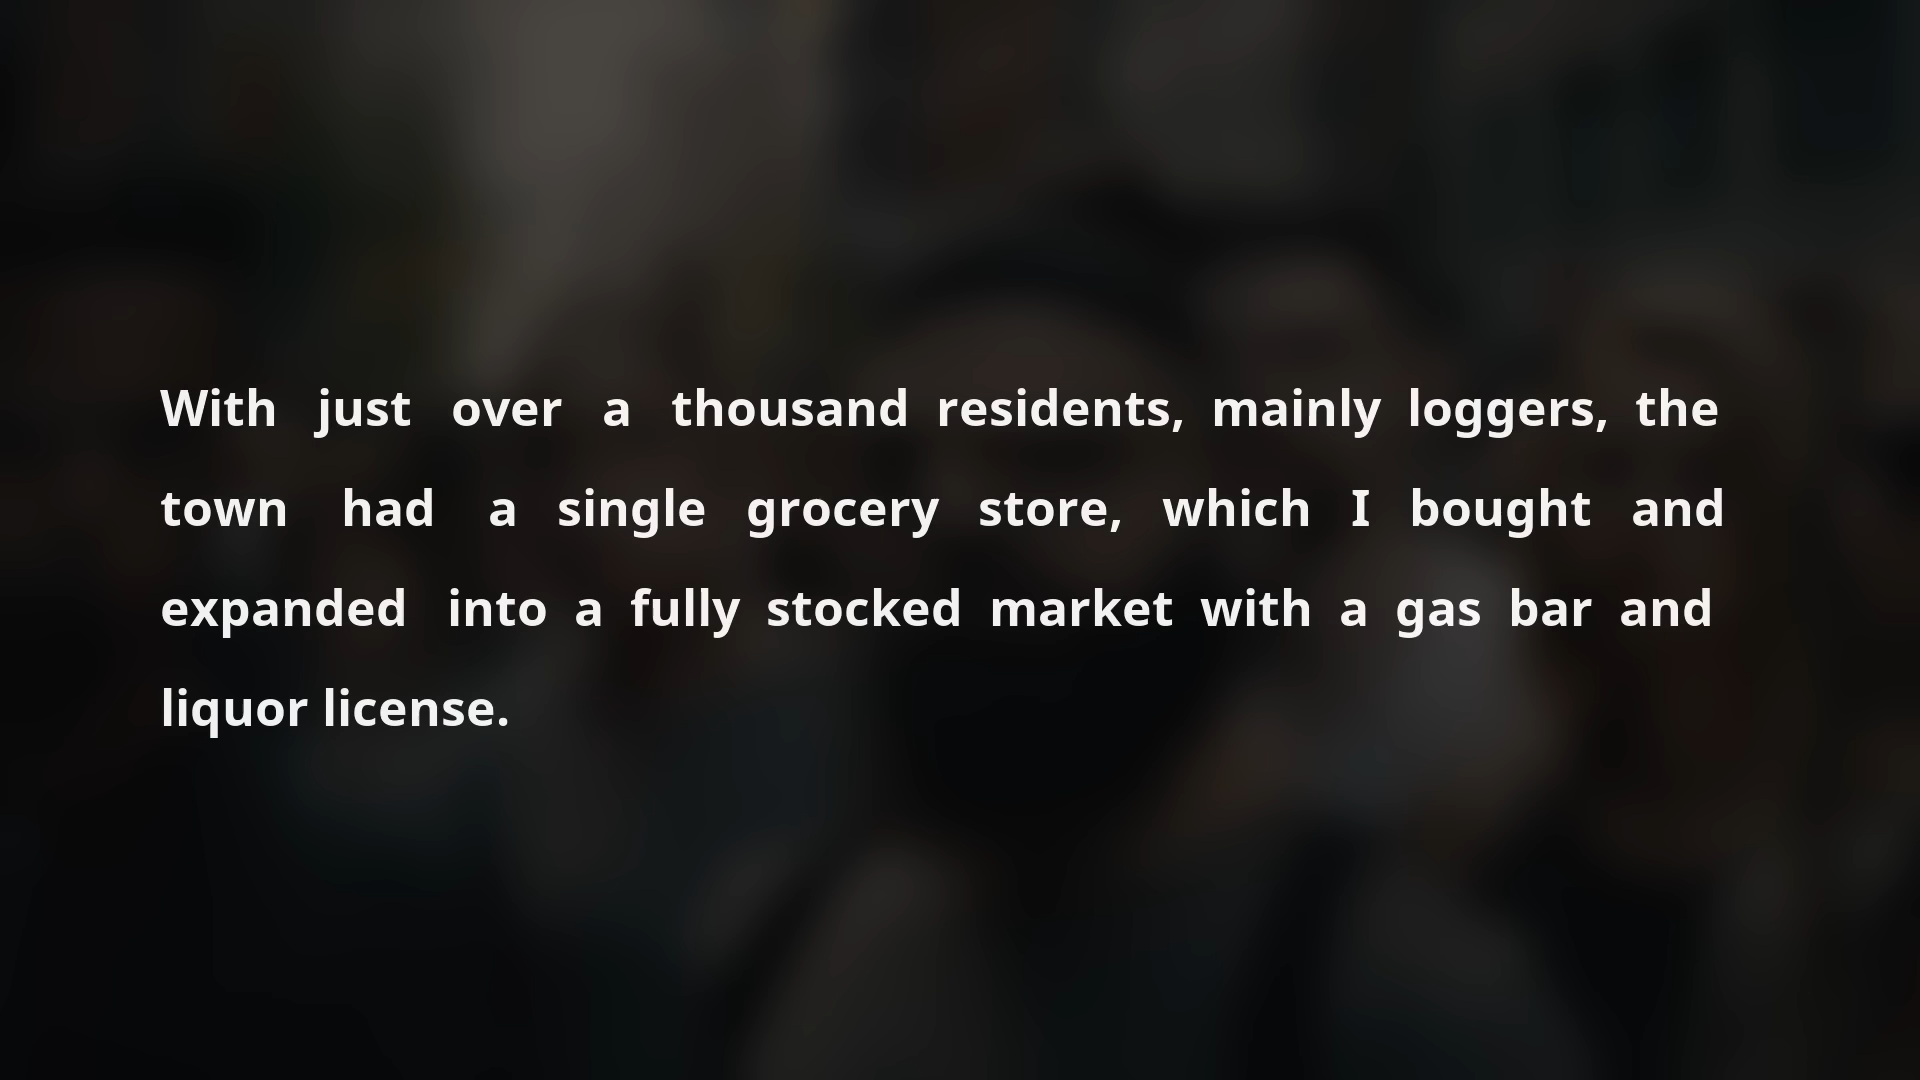 With just over a thousand residents, mainly loggers, the
town had a single grocery store, which I bought and
expanded into a fully stocked market with a gas bar and
liquor license.